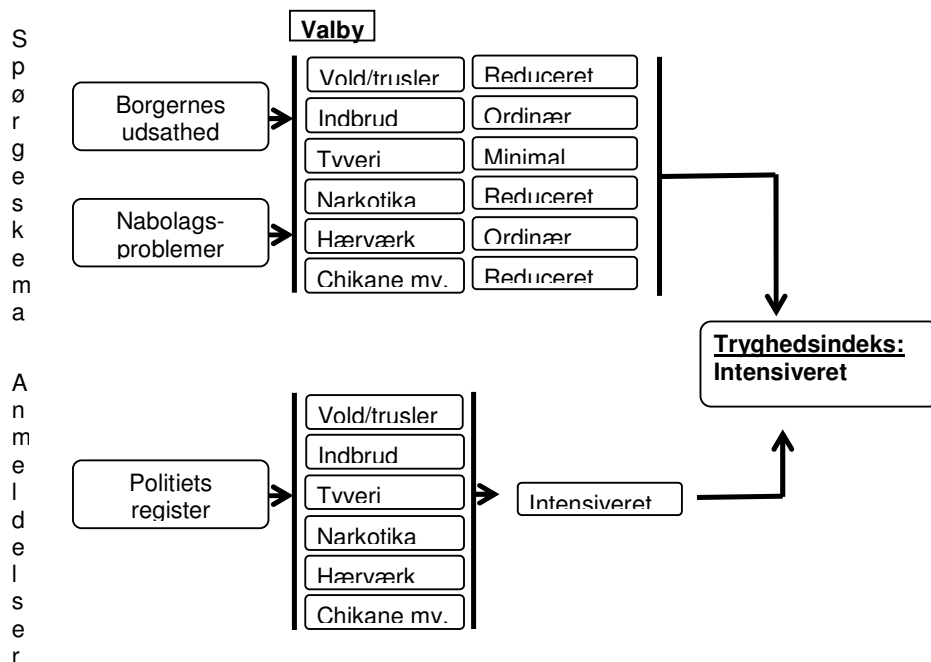 Spørgeskema
Valby
Borgernes
udsathed
Nabolags-
problemer
Vold/trusler
Reduceret
Indbrud
Ordinær
Tyveri
Minimal
Narkotika
Reduceret
Hærværk
Ordinær
Chikane mv.
Reduceret
Tryghedsindeks:
Intensiveret
Anmeldelser
Politiets
register
Vold/trusler
Indbrud
Tyveri
Narkotika
Hærværk
Chikane mv.
Intensiveret